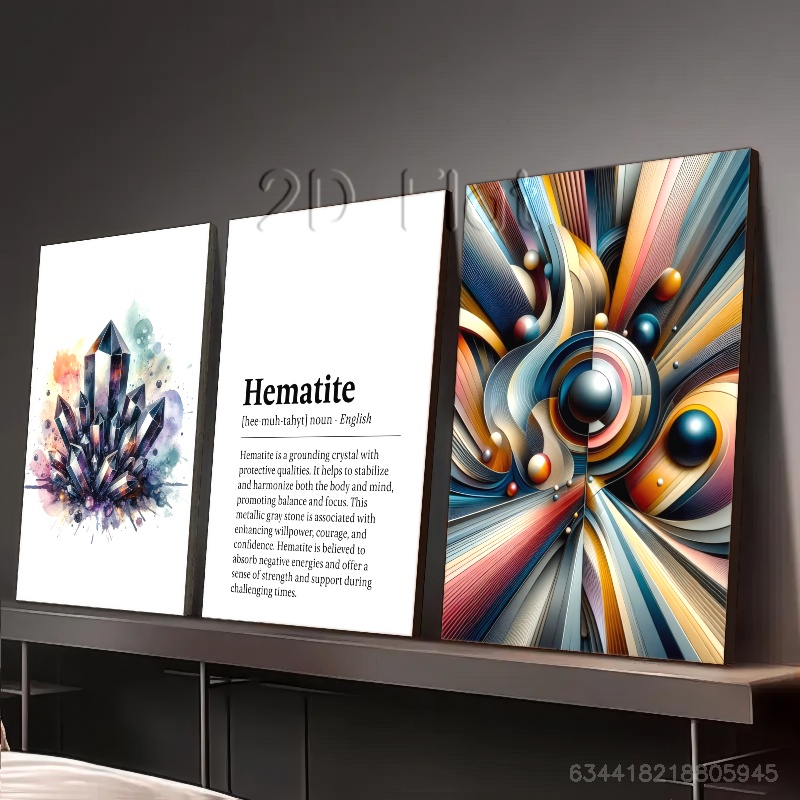 2D Flot
Hematite
[hee-muh-tahyt] noun - English
Hematite is a grounding crystal with
protective qualities. It helps to stabilize
and harmonize both the body and mind,
promoting balance and focus. This
metallic gray stone is associated with
enhancing willpower, courage, and
confidence. Hematite is believed to
absorb negative energies and offer a
sense of strength and support during
challenging times.
634418218805945